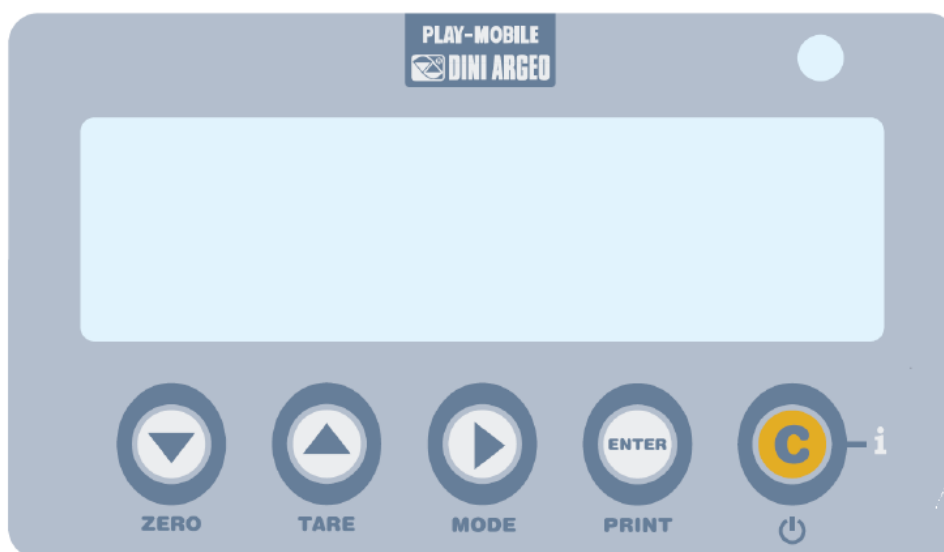 PLAY-MOBILE
DINI ARGEO
ENTER
C
i
ZERO
TARE
MODE
PRINT